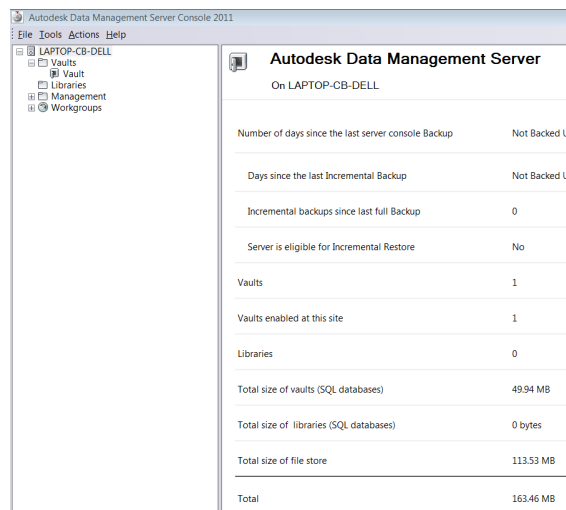 Autodesk Data Management Server Console 2011
File Tools Actions Help
LAPTOP-CB-DELL
Vaults
Vault
Libraries
Management
Workgroups
Autodesk Data Management Server
On LAPTOP-CB-DELL
Number of days since the last server console Backup Not Backed U
Days since the last Incremental Backup Not Backed U
Incremental backups since last full Backup 0
Server is eligible for Incremental Restore No
Vaults 1
Vaults enabled at this site 1
Libraries 0
Total size of vaults (SQL databases) 49.94 MB
Total size of libraries (SQL databases) 0 bytes
Total size of file store 113.53 MB
Total 163.46 MB